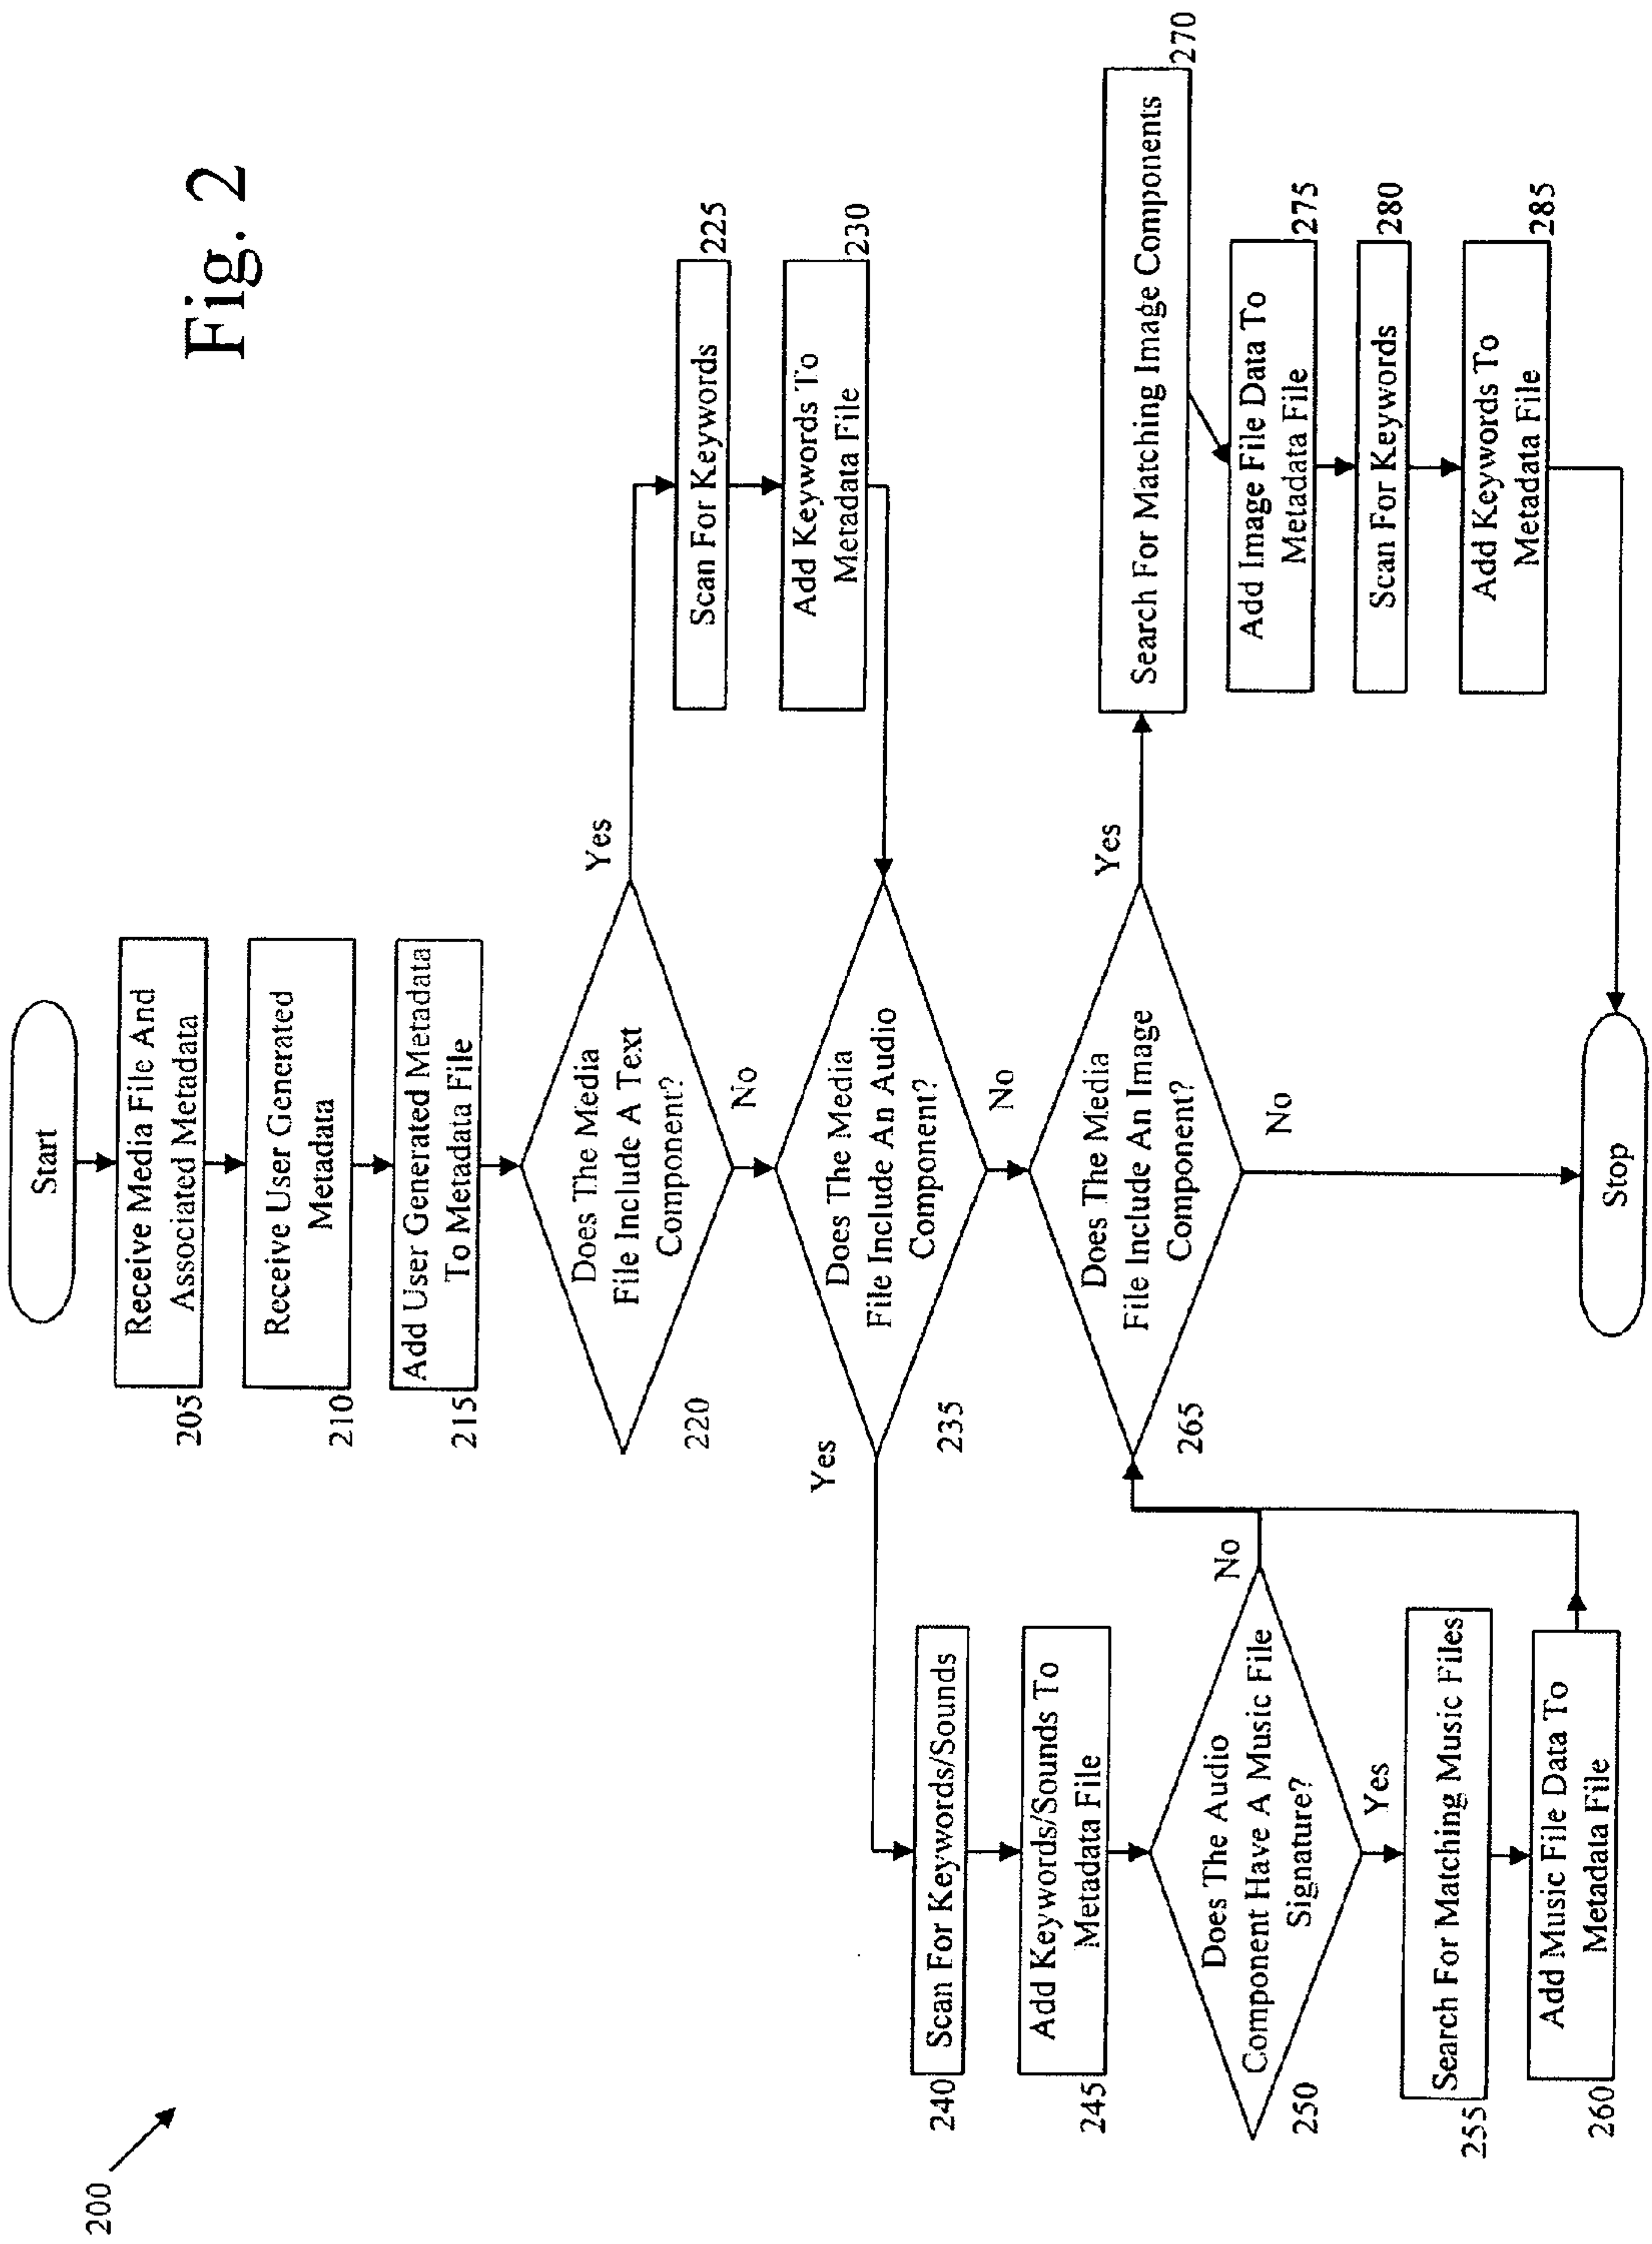 200
Fig. 2
Start
Receive Media File And
Associated Metadata
205
Receive User Generated
Metadata
210
Add User Generated Metadata
To Metadata File
215
Does The Media
File Include A Text
Component?
220
Yes
No
Scan For Keywords
225
Add Keywords To
Metadata File
230
Does The Media
File Include An Audio
Component?
235
Yes
No
Scan For Keywords/Sounds
240
Add Keywords/Sounds To
Metadata File
245
Does The Audio
Component Have A Music File
Signature?
250
No
Yes
Search For Matching Music Files
255
Add Music File Data To
Metadata File
260
Does The Media
File Include An Image
Component?
265
Yes
No
Search For Matching Image Components
270
Add Image File Data To
Metadata File
275
Scan For Keywords
280
Add Keywords To
Metadata File
285
Stop